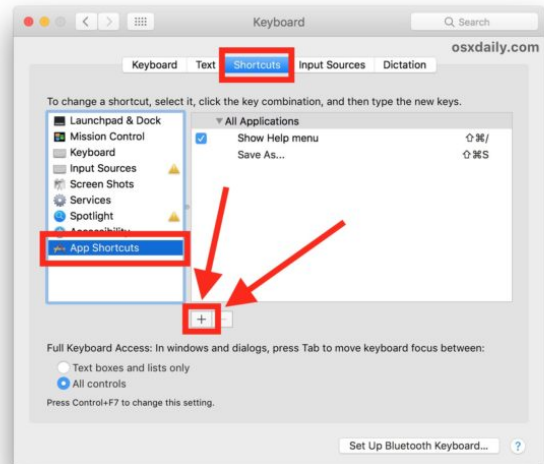 Keyboard
Search
osxdaily.com
Keyboard Text Shortcuts Input Sources Dictation
To change a shortcut, select it, click the key combination, and then type the new keys.
Launchpad & Dock
Mission Control
Keyboard
Input Sources
Screen Shots
Services
Spotlight
Accessibility
App Shortcuts
All Applications
Show Help menu ⇧⌘/
Save As... ⇧⌘S
+ −
Full Keyboard Access: In windows and dialogs, press Tab to move keyboard focus between:
Text boxes and lists only
All controls
Press Control+F7 to change this setting.
Set Up Bluetooth Keyboard... ?